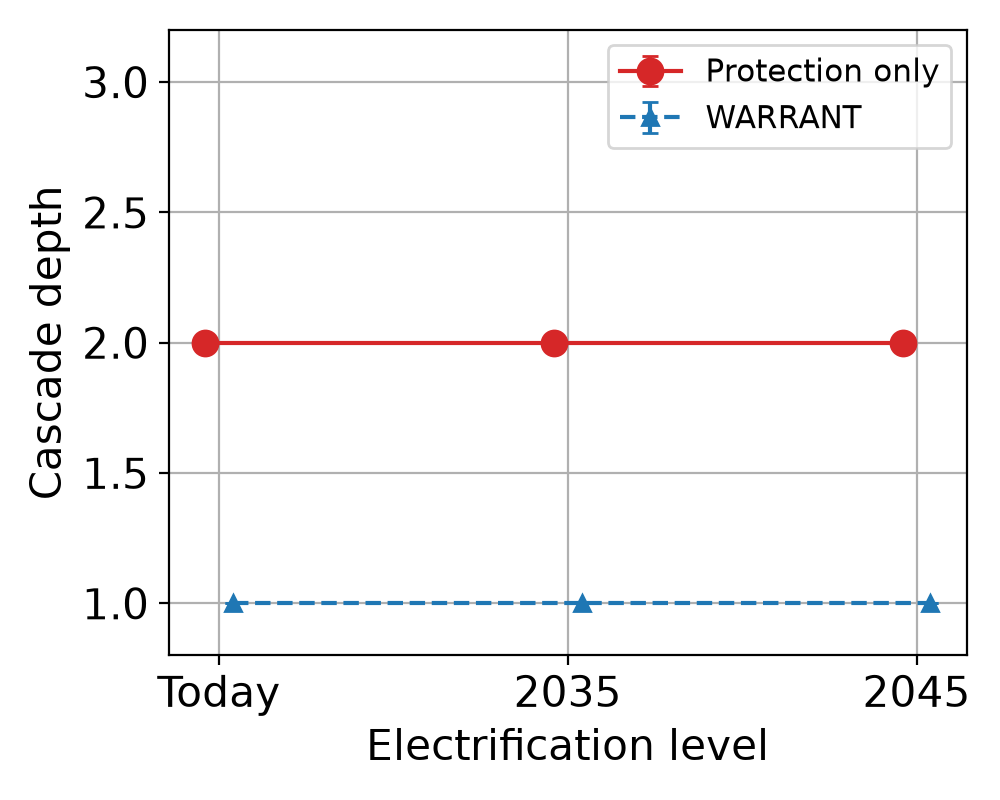 Protection only
WARRANT
3.0
2.5
2.0
1.5
1.0
Cascade depth
Today 2035 2045
Electrification level